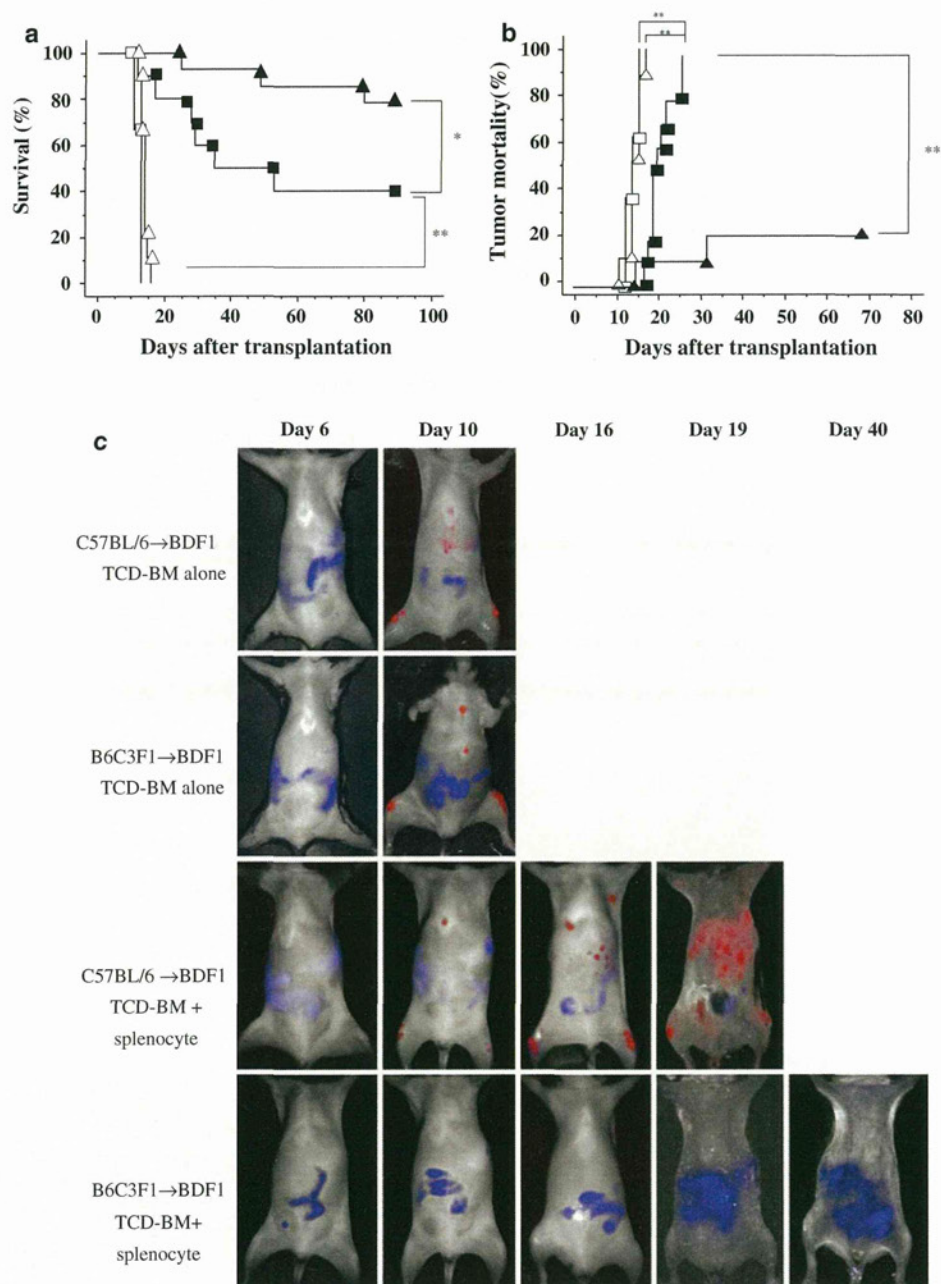 a
Survival (%)
100
80
60
40
20
0
0 20 40 60 80 100
Days after transplantation
*
**
b
Tumor mortality(%)
100
80
60
40
20
0
0 10 20 30 40 50 60 70 80
Days after transplantation
**
**
**
c
Day 6 Day 10 Day 16 Day 19 Day 40
C57BL/6→BDF1
TCD-BM alone
B6C3F1→BDF1
TCD-BM alone
C57BL/6 →BDF1
TCD-BM +
splenocyte
B6C3F1→BDF1
TCD-BM+
splenocyte